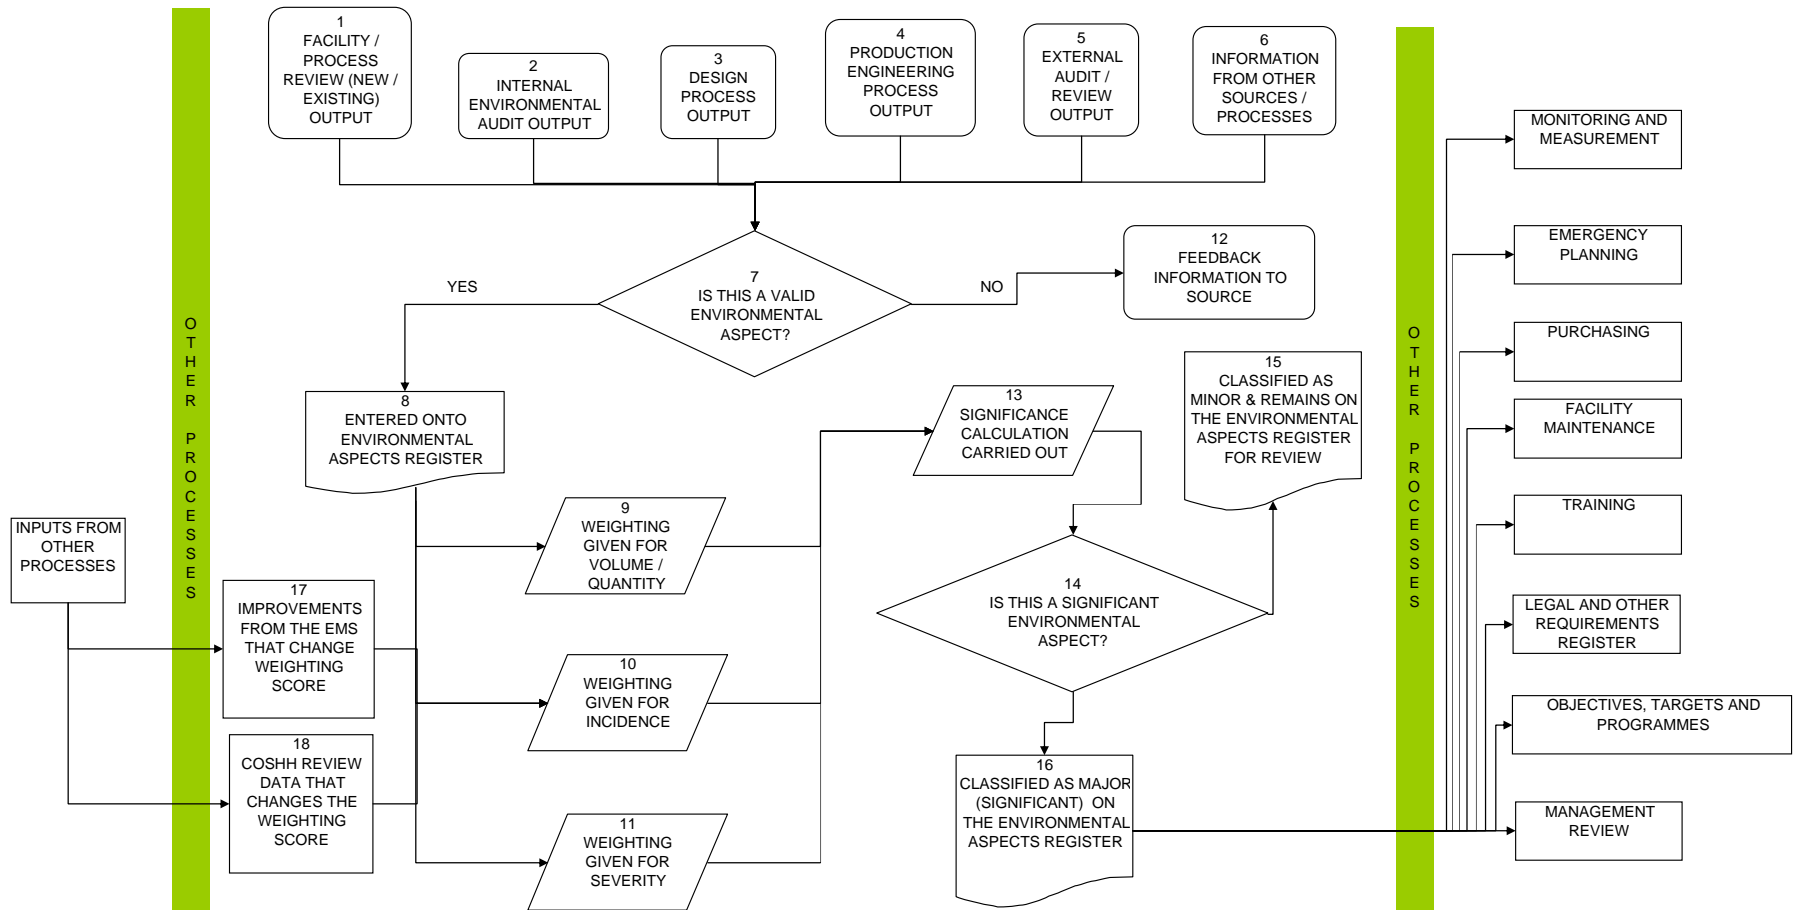 1
FACILITY /
PROCESS
REVIEW (NEW /
EXISTING)
OUTPUT
2
INTERNAL
ENVIRONMENTAL
AUDIT OUTPUT
3
DESIGN
PROCESS
OUTPUT
4
PRODUCTION
ENGINEERING
PROCESS
OUTPUT
5
EXTERNAL
AUDIT /
REVIEW
OUTPUT
6
INFORMATION
FROM OTHER
SOURCES /
PROCESSES
7
IS THIS A VALID
ENVIRONMENTAL
ASPECT?
YES
NO
12
FEEDBACK
INFORMATION TO
SOURCE
8
ENTERED ONTO
ENVIRONMENTAL
ASPECTS REGISTER
9
WEIGHTING
GIVEN FOR
VOLUME /
QUANTITY
10
WEIGHTING
GIVEN FOR
INCIDENCE
11
WEIGHTING
GIVEN FOR
SEVERITY
13
SIGNIFICANCE
CALCULATION
CARRIED OUT
14
IS THIS A SIGNIFICANT
ENVIRONMENTAL
ASPECT?
15
CLASSIFIED AS
MINOR & REMAINS ON
THE ENVIRONMENTAL
ASPECTS REGISTER
FOR REVIEW
16
CLASSIFIED AS MAJOR
(SIGNIFICANT) ON
THE ENVIRONMENTAL
ASPECTS REGISTER
INPUTS FROM
OTHER
PROCESSES
OTHER PROCESSES
17
IMPROVEMENTS
FROM THE EMS
THAT CHANGE
WEIGHTING
SCORE
18
COSHH REVIEW
DATA THAT
CHANGES THE
WEIGHTING
SCORE
OTHER PROCESSES
MONITORING AND
MEASUREMENT
EMERGENCY
PLANNING
PURCHASING
FACILITY
MAINTENANCE
TRAINING
LEGAL AND OTHER
REQUIREMENTS
REGISTER
OBJECTIVES, TARGETS AND
PROGRAMMES
MANAGEMENT
REVIEW